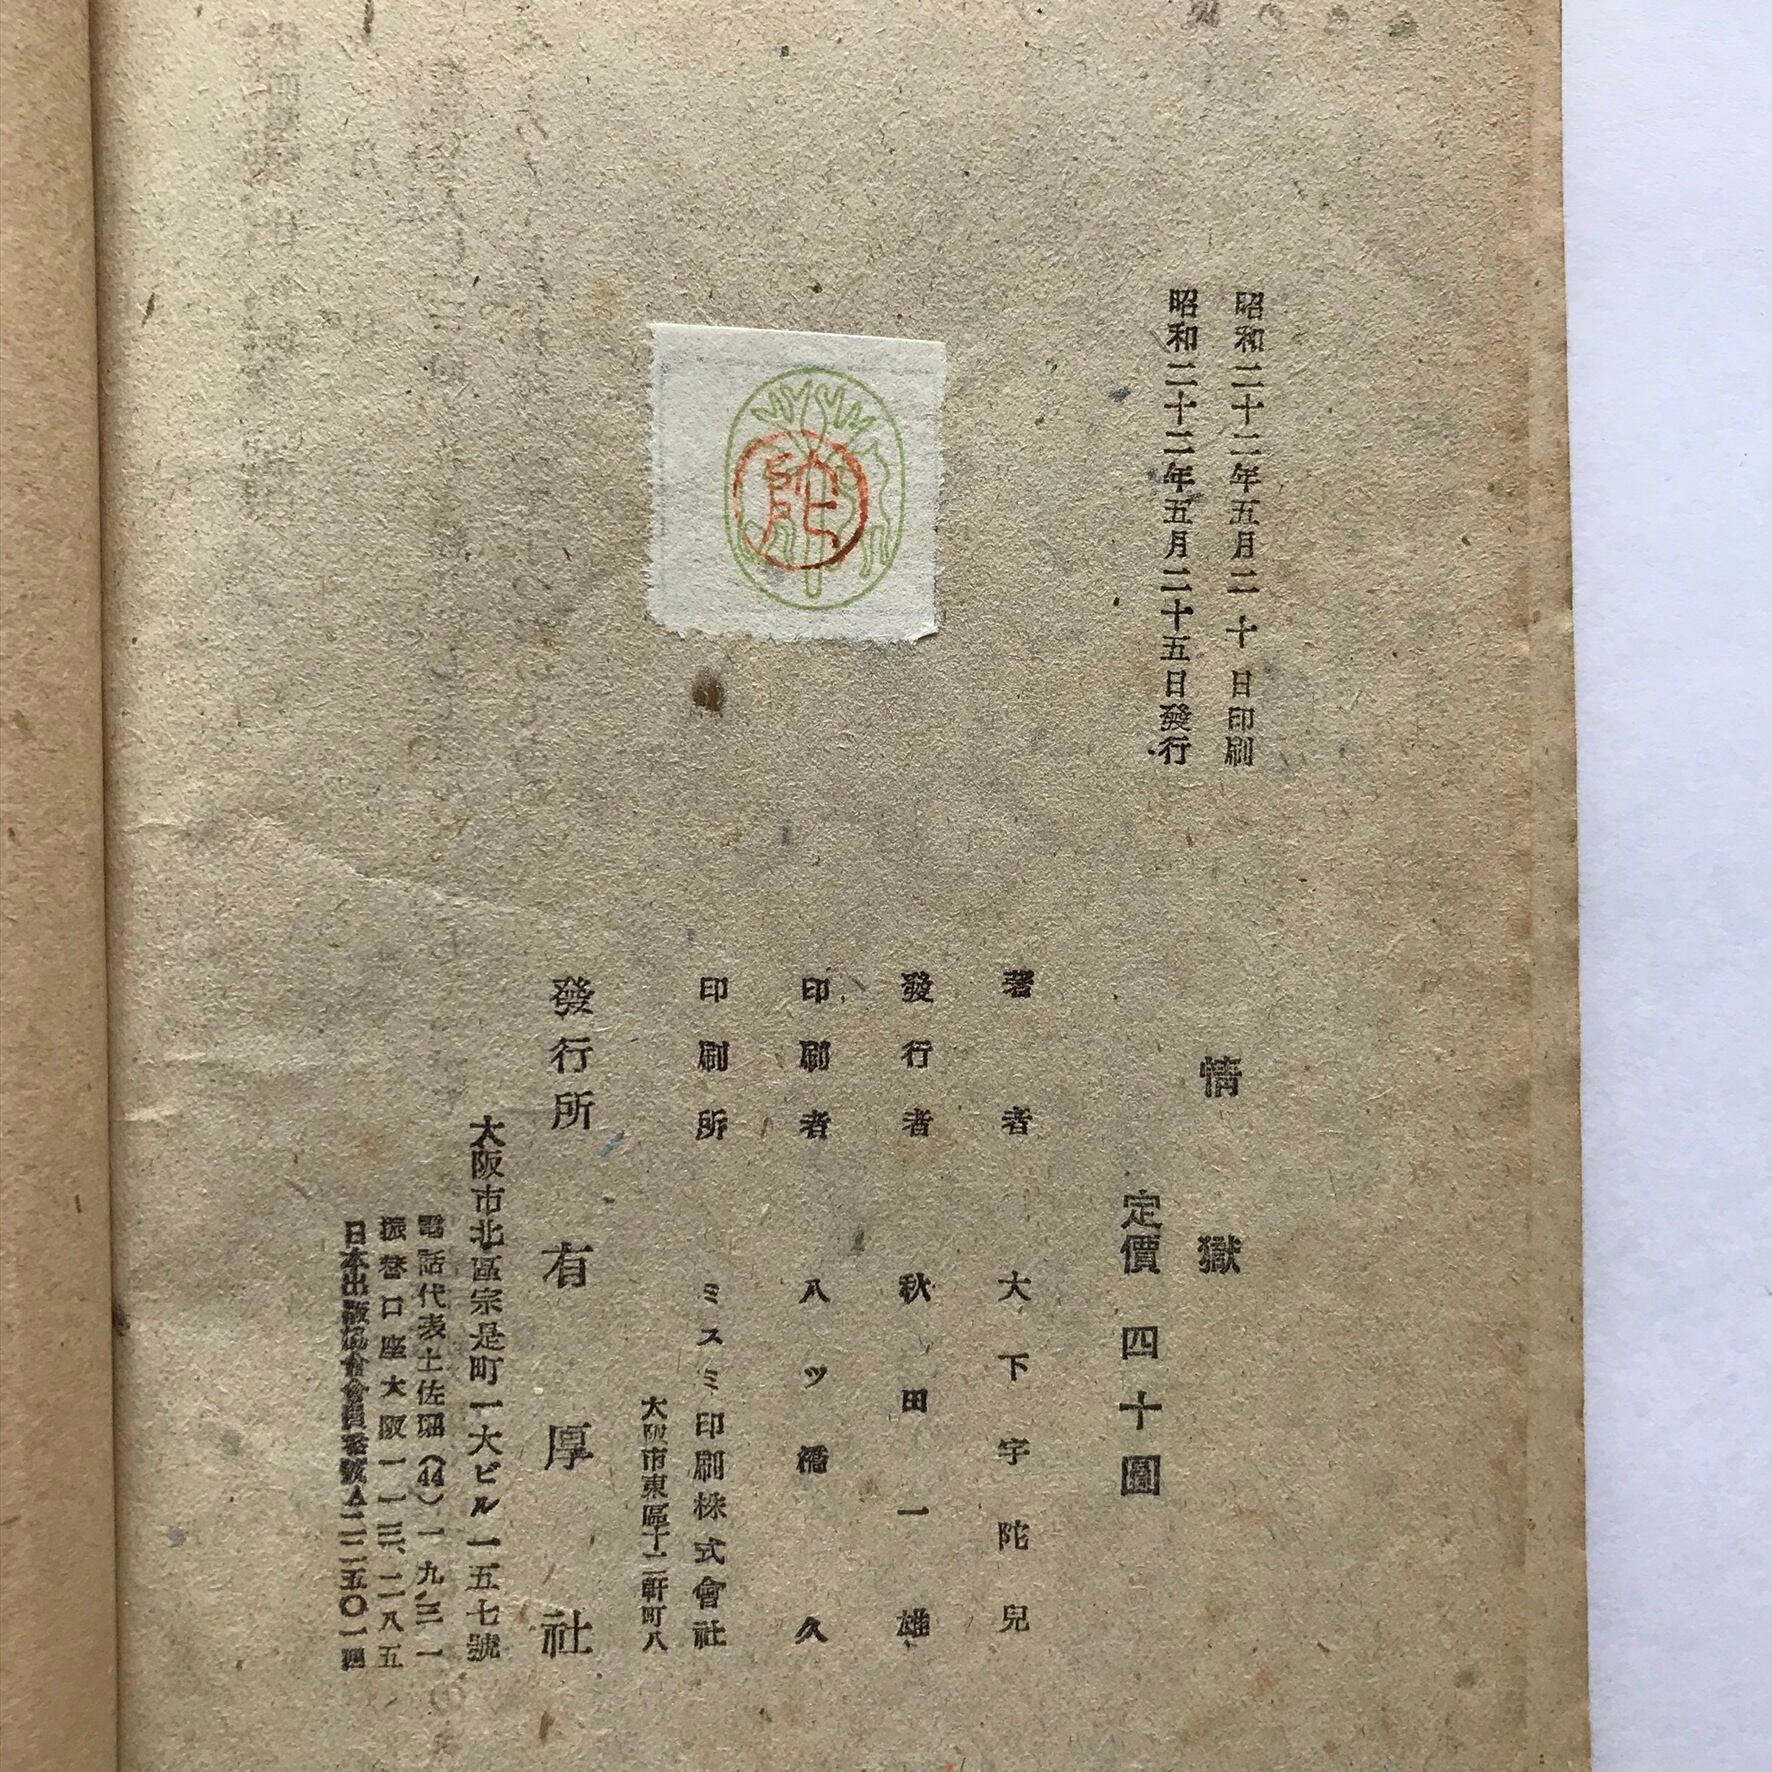 昭和二十二年五月二十日印刷
昭和二十二年五月二十五日發行
陀
情獄
定價四十圓
著者 大下宇陀兒
發行者 秋田一雄
印刷者 八ツ橋久
印刷所 ミスミ印刷株式會社
大阪市東區十二軒町八
發行所 有厚社
大阪市北區宗是町一大ビル一五七號
電話代表土佐堀(44)一九三一
振替口座大阪一一三、二八五
日本出版協會會員番號A二二五〇一四